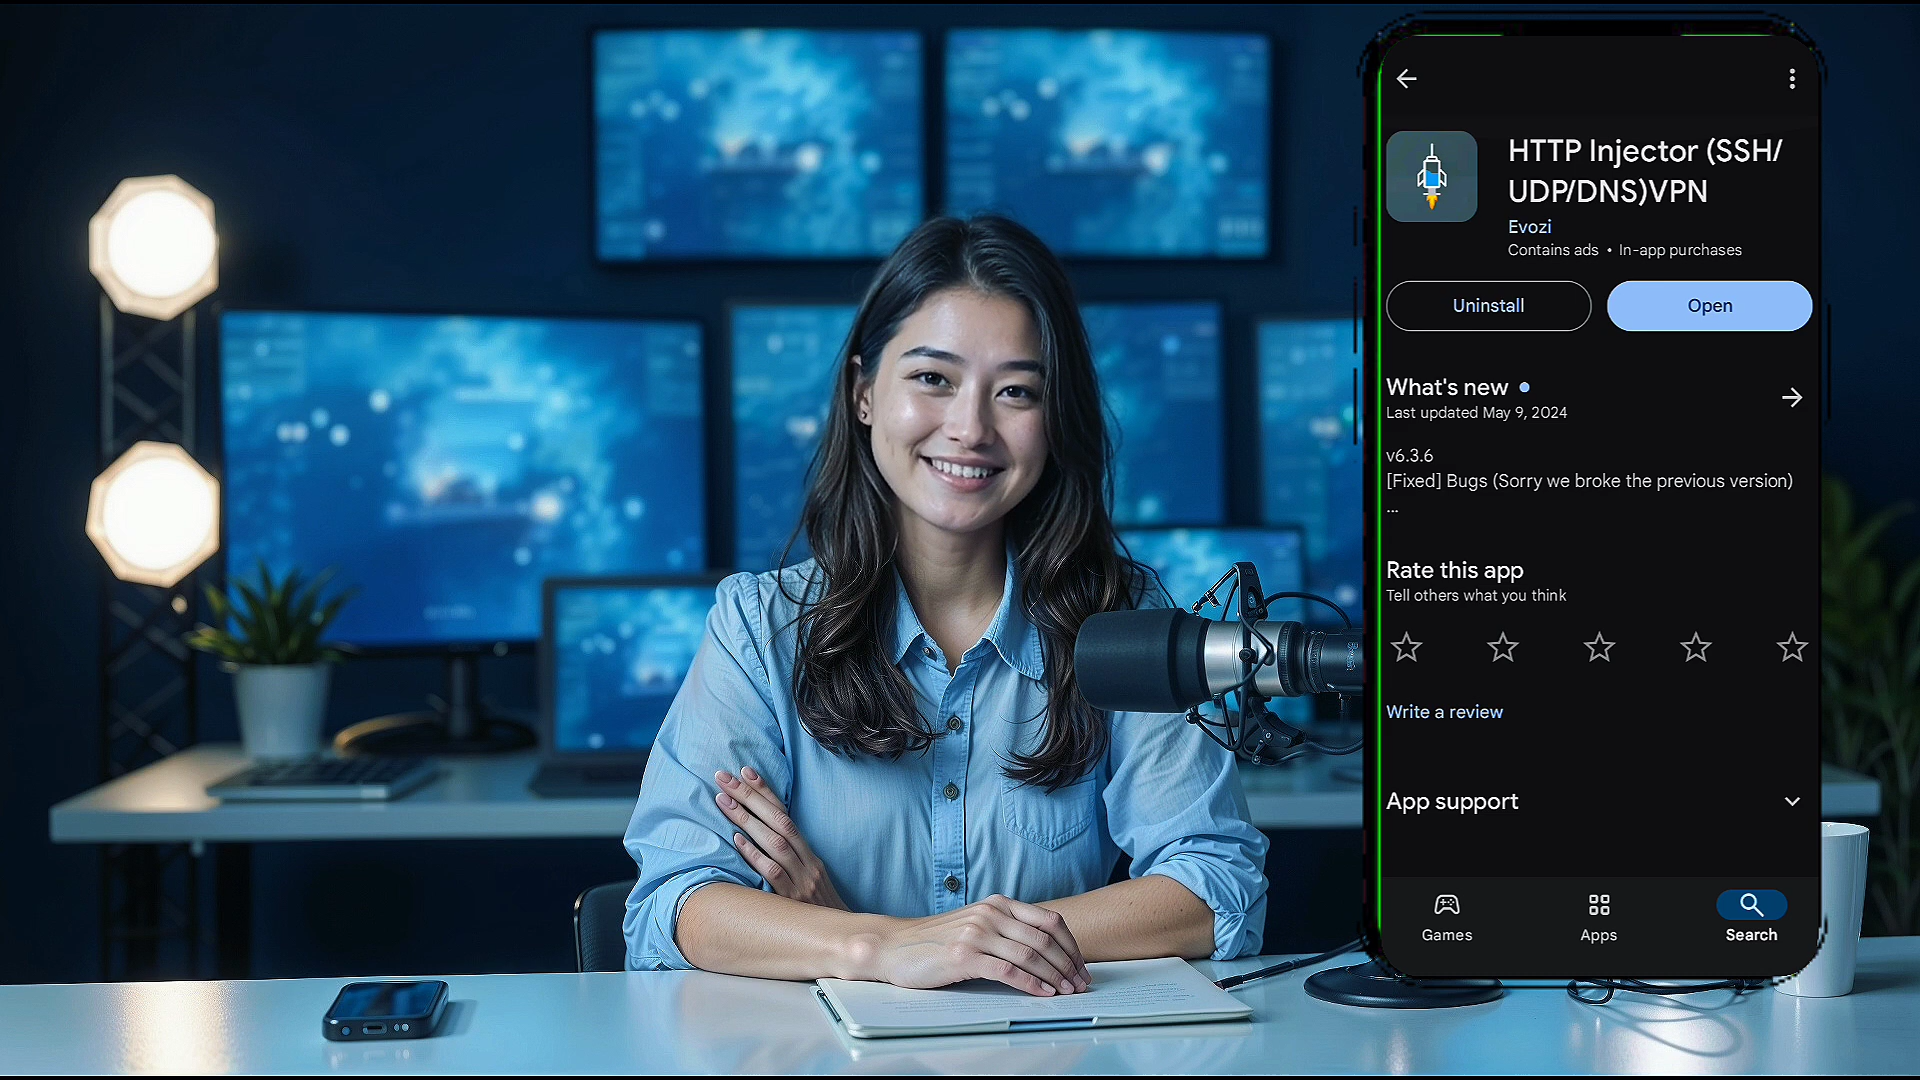 HTTP Injector (SSH/
UDP/DNS)VPN
Evozi
Contains ads • In-app purchases
Uninstall
Open
What's new
Last updated May 9, 2024
v6.3.6
[Fixed] Bugs (Sorry we broke the previous version)
...
Rate this app
Tell others what you think
Write a review
App support
Games
Apps
Search